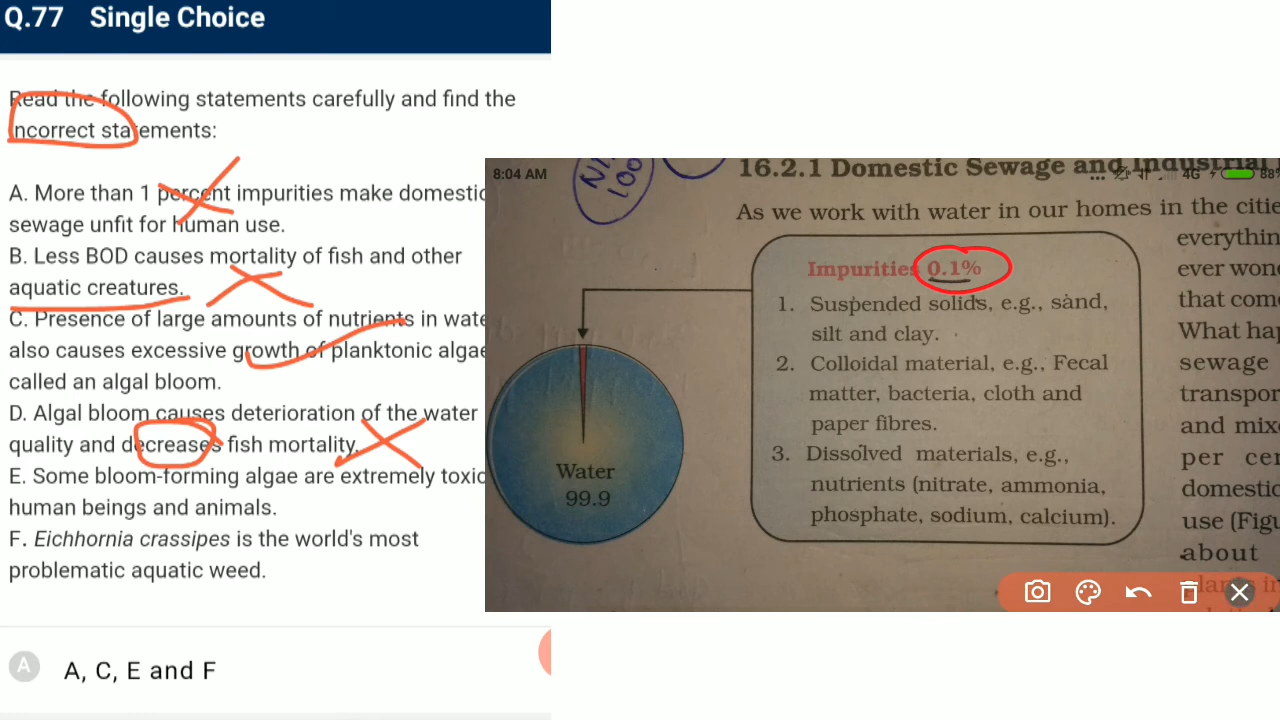 Q.77 Single Choice
Read the following statements carefully and find the
incorrect statements:
A. More than 1 percent impurities make domestic
sewage unfit for human use.
B. Less BOD causes mortality of fish and other
aquatic creatures.
C. Presence of large amounts of nutrients in wate
also causes excessive growth of planktonic algae
called an algal bloom.
D. Algal bloom causes deterioration of the water
quality and decreases fish mortality.
E. Some bloom-forming algae are extremely toxic
human beings and animals.
F. Eichhornia crassipes is the world's most
problematic aquatic weed.
A
A, C, E and F
8:04 AM
4G
88%
100
16.2.1 Domestic Sewage and Industrial
As we work with water in our homes in the citie
everythin
ever won
that com
What hap
sewage
transpor
and mix
per cer
domestic
use (Figu
about
Impurities 0.1%
1. Suspended solids, e.g., sand,
silt and clay.
2. Colloidal material, e.g., Fecal
matter, bacteria, cloth and
paper fibres.
3. Dissolved materials, e.g.,
nutrients (nitrate, ammonia,
phosphate, sodium, calcium).
Water
99.9